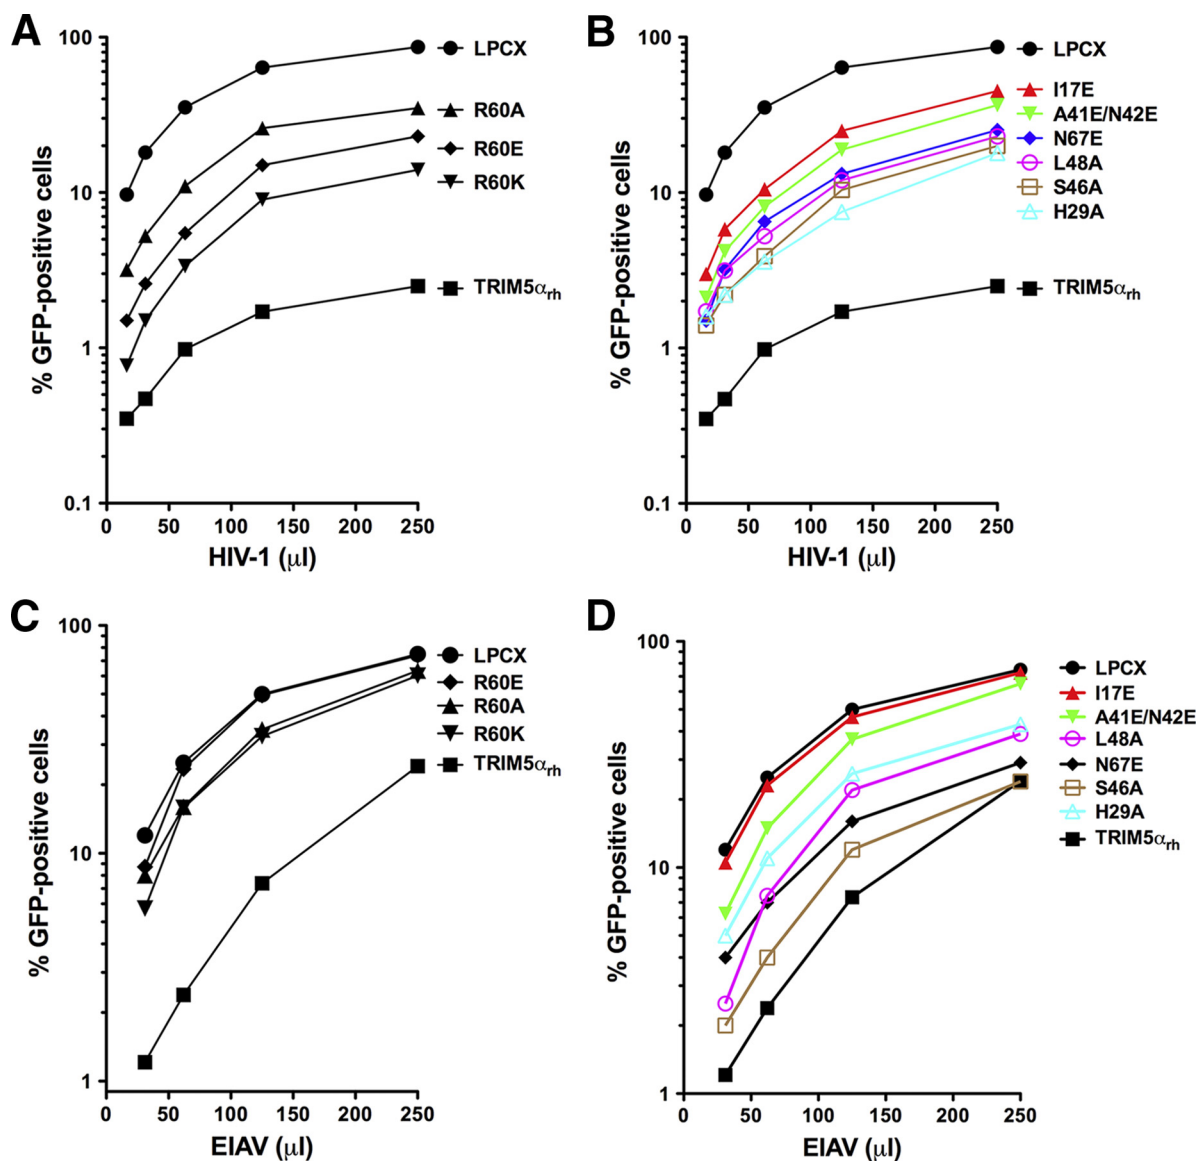 A
100
10
1
0.1
% GFP-positive cells
0 50 100 150 200 250
HIV-1 (µl)
LPCX
R60A
R60E
R60K
TRIM5αrh
B
100
10
1
0.1
% GFP-positive cells
0 50 100 150 200 250
HIV-1 (µl)
LPCX
I17E
A41E/N42E
N67E
L48A
S46A
H29A
TRIM5αrh
C
100
10
1
% GFP-positive cells
0 50 100 150 200 250
EIAV (µl)
LPCX
R60E
R60A
R60K
TRIM5αrh
D
100
10
1
% GFP-positive cells
0 50 100 150 200 250
EIAV (µl)
LPCX
I17E
A41E/N42E
L48A
N67E
S46A
H29A
TRIM5αrh